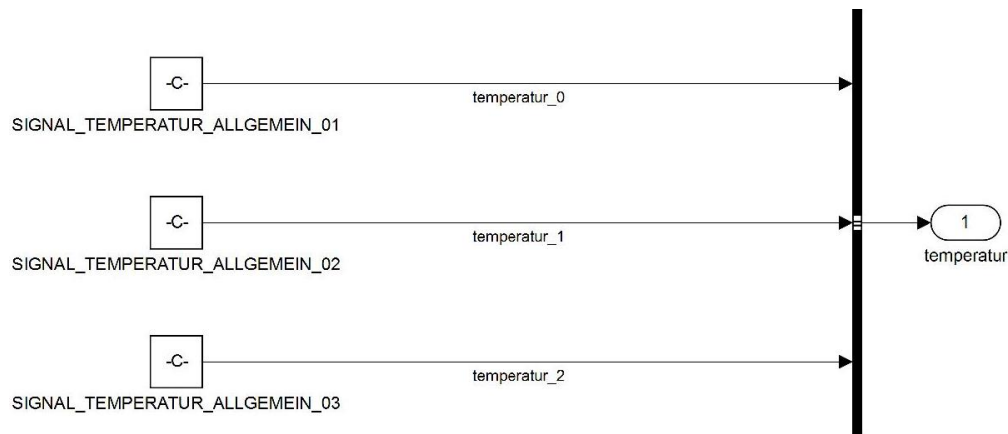 -C-
temperatur_0
SIGNAL_TEMPERATUR_ALLGEMEIN_01
-C-
temperatur_1
1
SIGNAL_TEMPERATUR_ALLGEMEIN_02
temperatur
-C-
temperatur_2
SIGNAL_TEMPERATUR_ALLGEMEIN_03